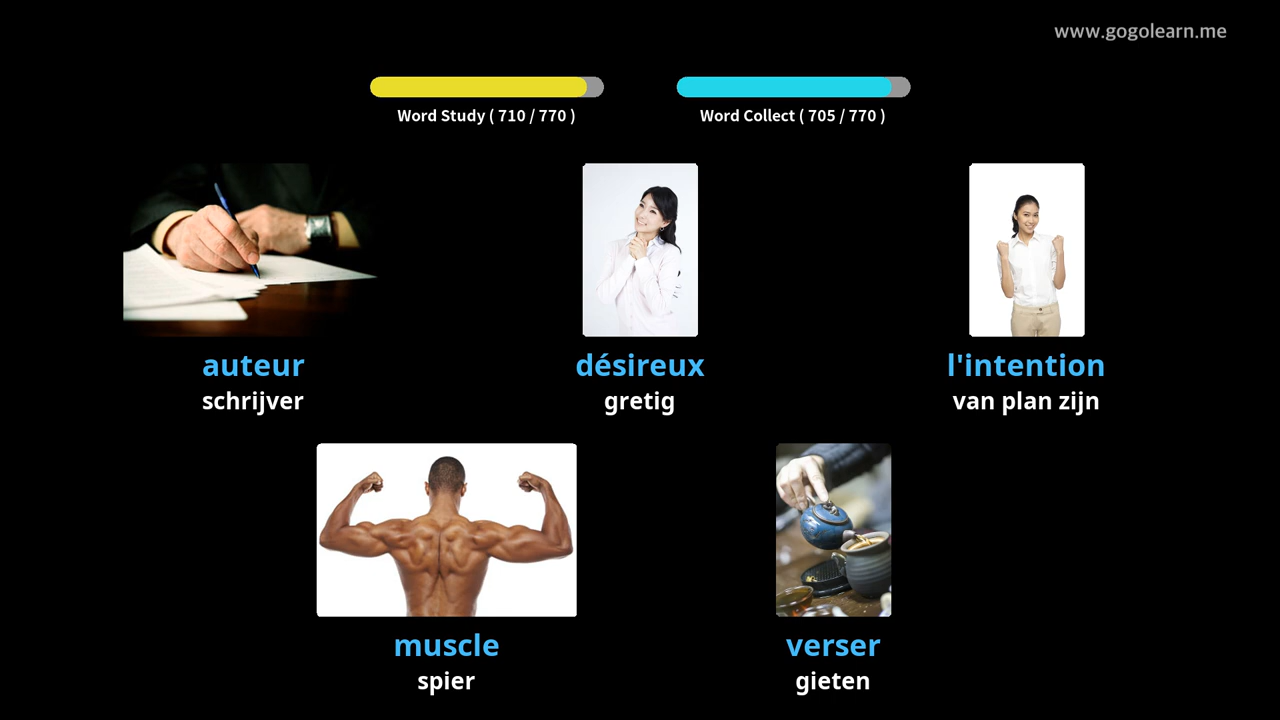 www.gogolearn.me
Word Study ( 710 / 770 )
Word Collect ( 705 / 770 )
auteur
schrijver
désireux
gretig
l'intention
van plan zijn
muscle
spier
verser
gieten